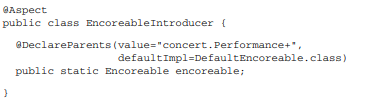 @Aspect
public class EncoreableIntroducer {
@DeclareParents(value="concert.Performance+",
defaultImpl=DefaultEncoreable.class)
public static Encoreable encoreable;
}